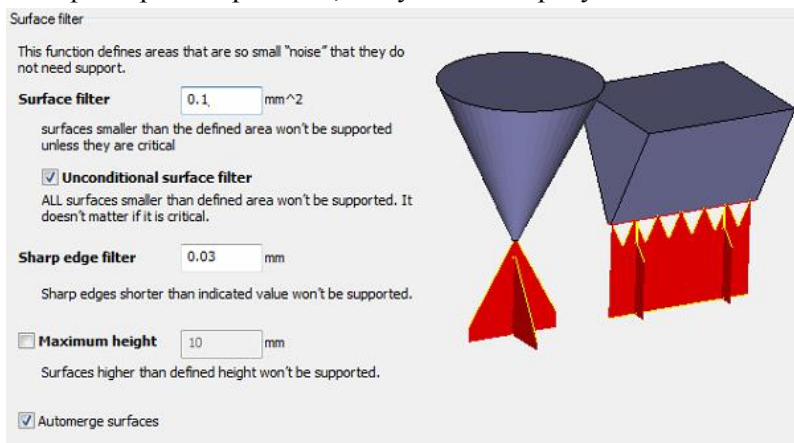 Surface filter
This function defines areas that are so small "noise" that they do
not need support.
Surface filter 0.1 mm^2
surfaces smaller than the defined area won't be supported
unless they are critical
Unconditional surface filter
ALL surfaces smaller than defined area won't be supported. It
doesn't matter if it is critical.
Sharp edge filter 0.03 mm
Sharp edges shorter than indicated value won't be supported.
Maximum height 10 mm
Surfaces higher than defined height won't be supported.
Automerge surfaces